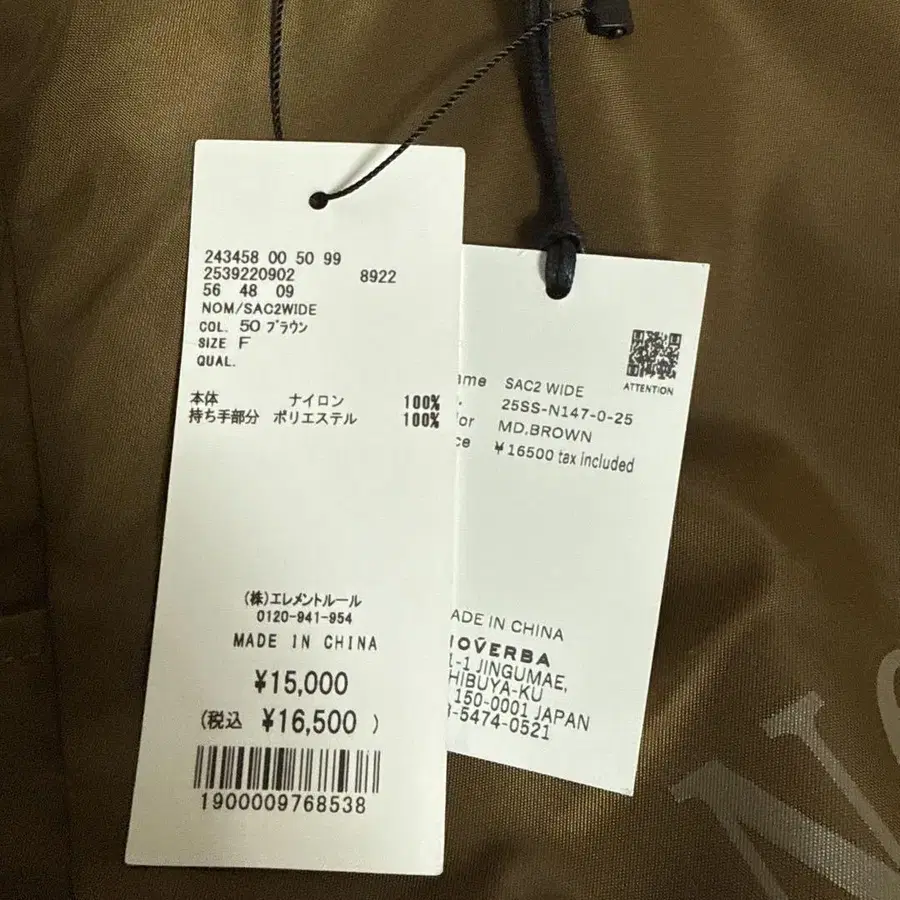 243458 00 50 99
2539220902 8922
56 48 09
NOM/SAC2WIDE
COL. 50 ブラウン
SIZE F
QUAL.
本体 ナイロン 100%
持ち手部分 ポリエステル 100%
(株)エレメントルール
0120-941-954
MADE IN CHINA
¥15,000
(税込 ¥16,500 )
1900009768538
ATTENTION
SAC2 WIDE
25SS-N147-0-25
MD.BROWN
¥16500 tax included
ADE IN CHINA
OVERBA
1-1 JINGUMAE,
HIBUYA-KU
150-0001 JAPAN
3-5474-0521